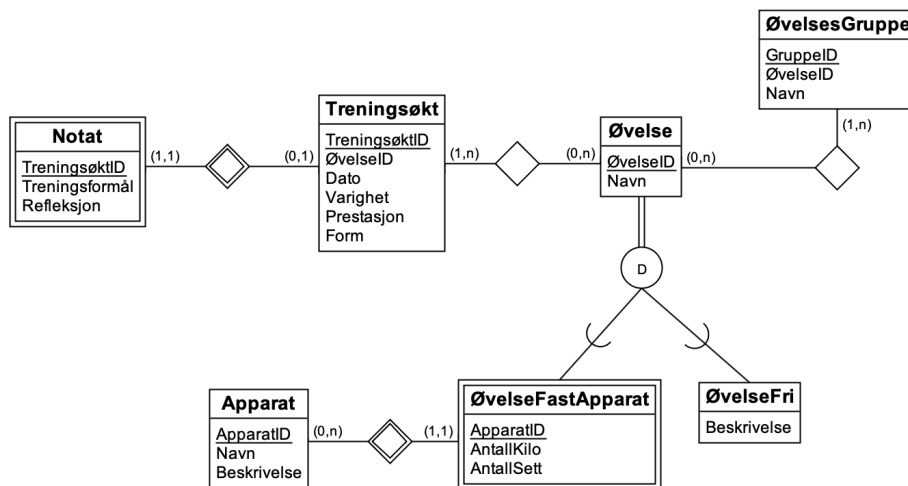 ØvelsesGruppe
GruppeID
ØvelseID
Navn
(1,n)
Notat
TreningsøktID
Treningsformål
Refleksjon
(1,1)
(0,1)
Treningsøkt
TreningsøktID
ØvelseID
Dato
Varighet
Prestasjon
Form
(1,n)
(0,n)
Øvelse
ØvelseID
Navn
(0,n)
D
Apparat
ApparatID
Navn
Beskrivelse
(0,n)
(1,1)
ØvelseFastApparat
ApparatID
AntallKilo
AntallSett
ØvelseFri
Beskrivelse